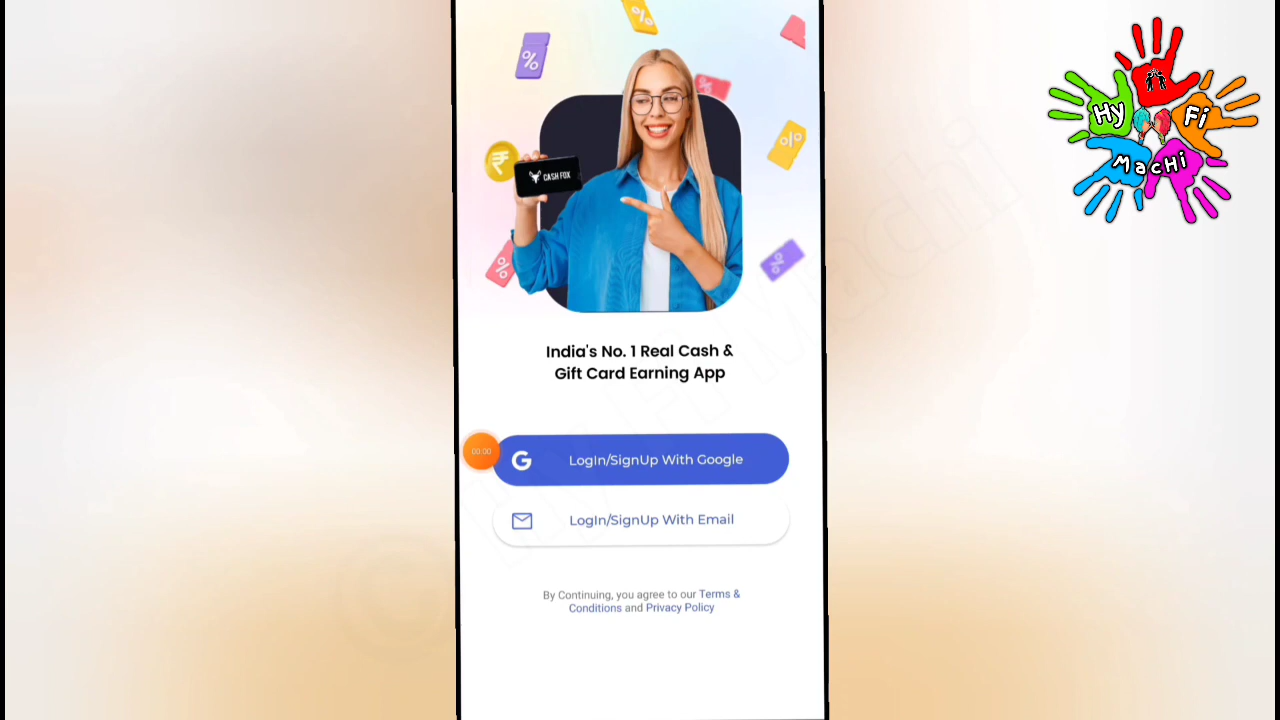 Hy
Fi
MacHi
CASH FOX
India's No. 1 Real Cash &
Gift Card Earning App
00:00
LogIn/SignUp With Google
LogIn/SignUp With Email
By Continuing, you agree to our Terms &
Conditions and Privacy Policy